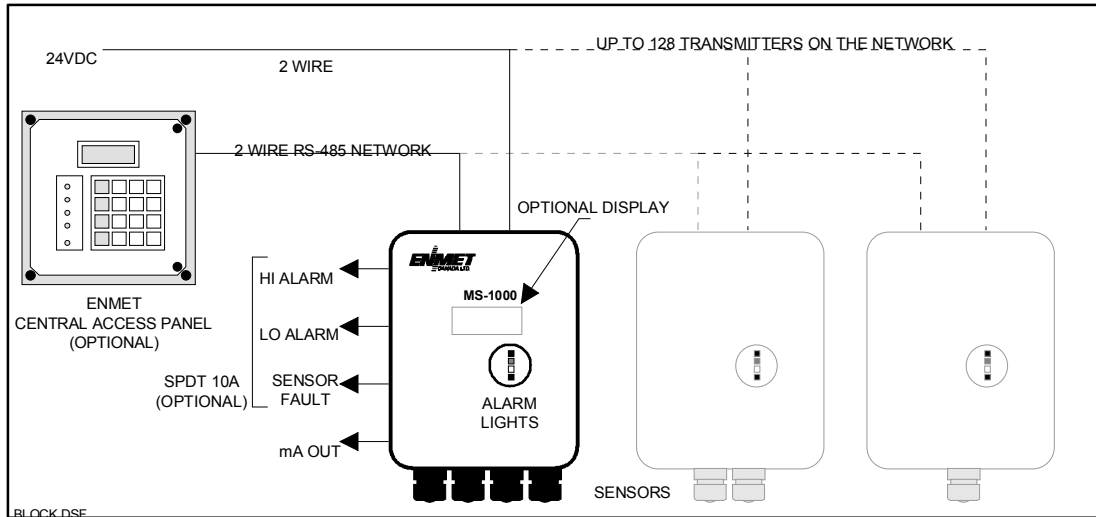 24VDC
2 WIRE
UP TO 128 TRANSMITTERS ON THE NETWORK
2 WIRE RS-485 NETWORK
OPTIONAL DISPLAY
ENMET
CENTRAL ACCESS PANEL
(OPTIONAL)
HI ALARM
LO ALARM
SPDT 10A
(OPTIONAL)
SENSOR
FAULT
mA OUT
ENMET
CANADA LTD.
MS-1000
ALARM
LIGHTS
SENSORS
BLOCK.DSF